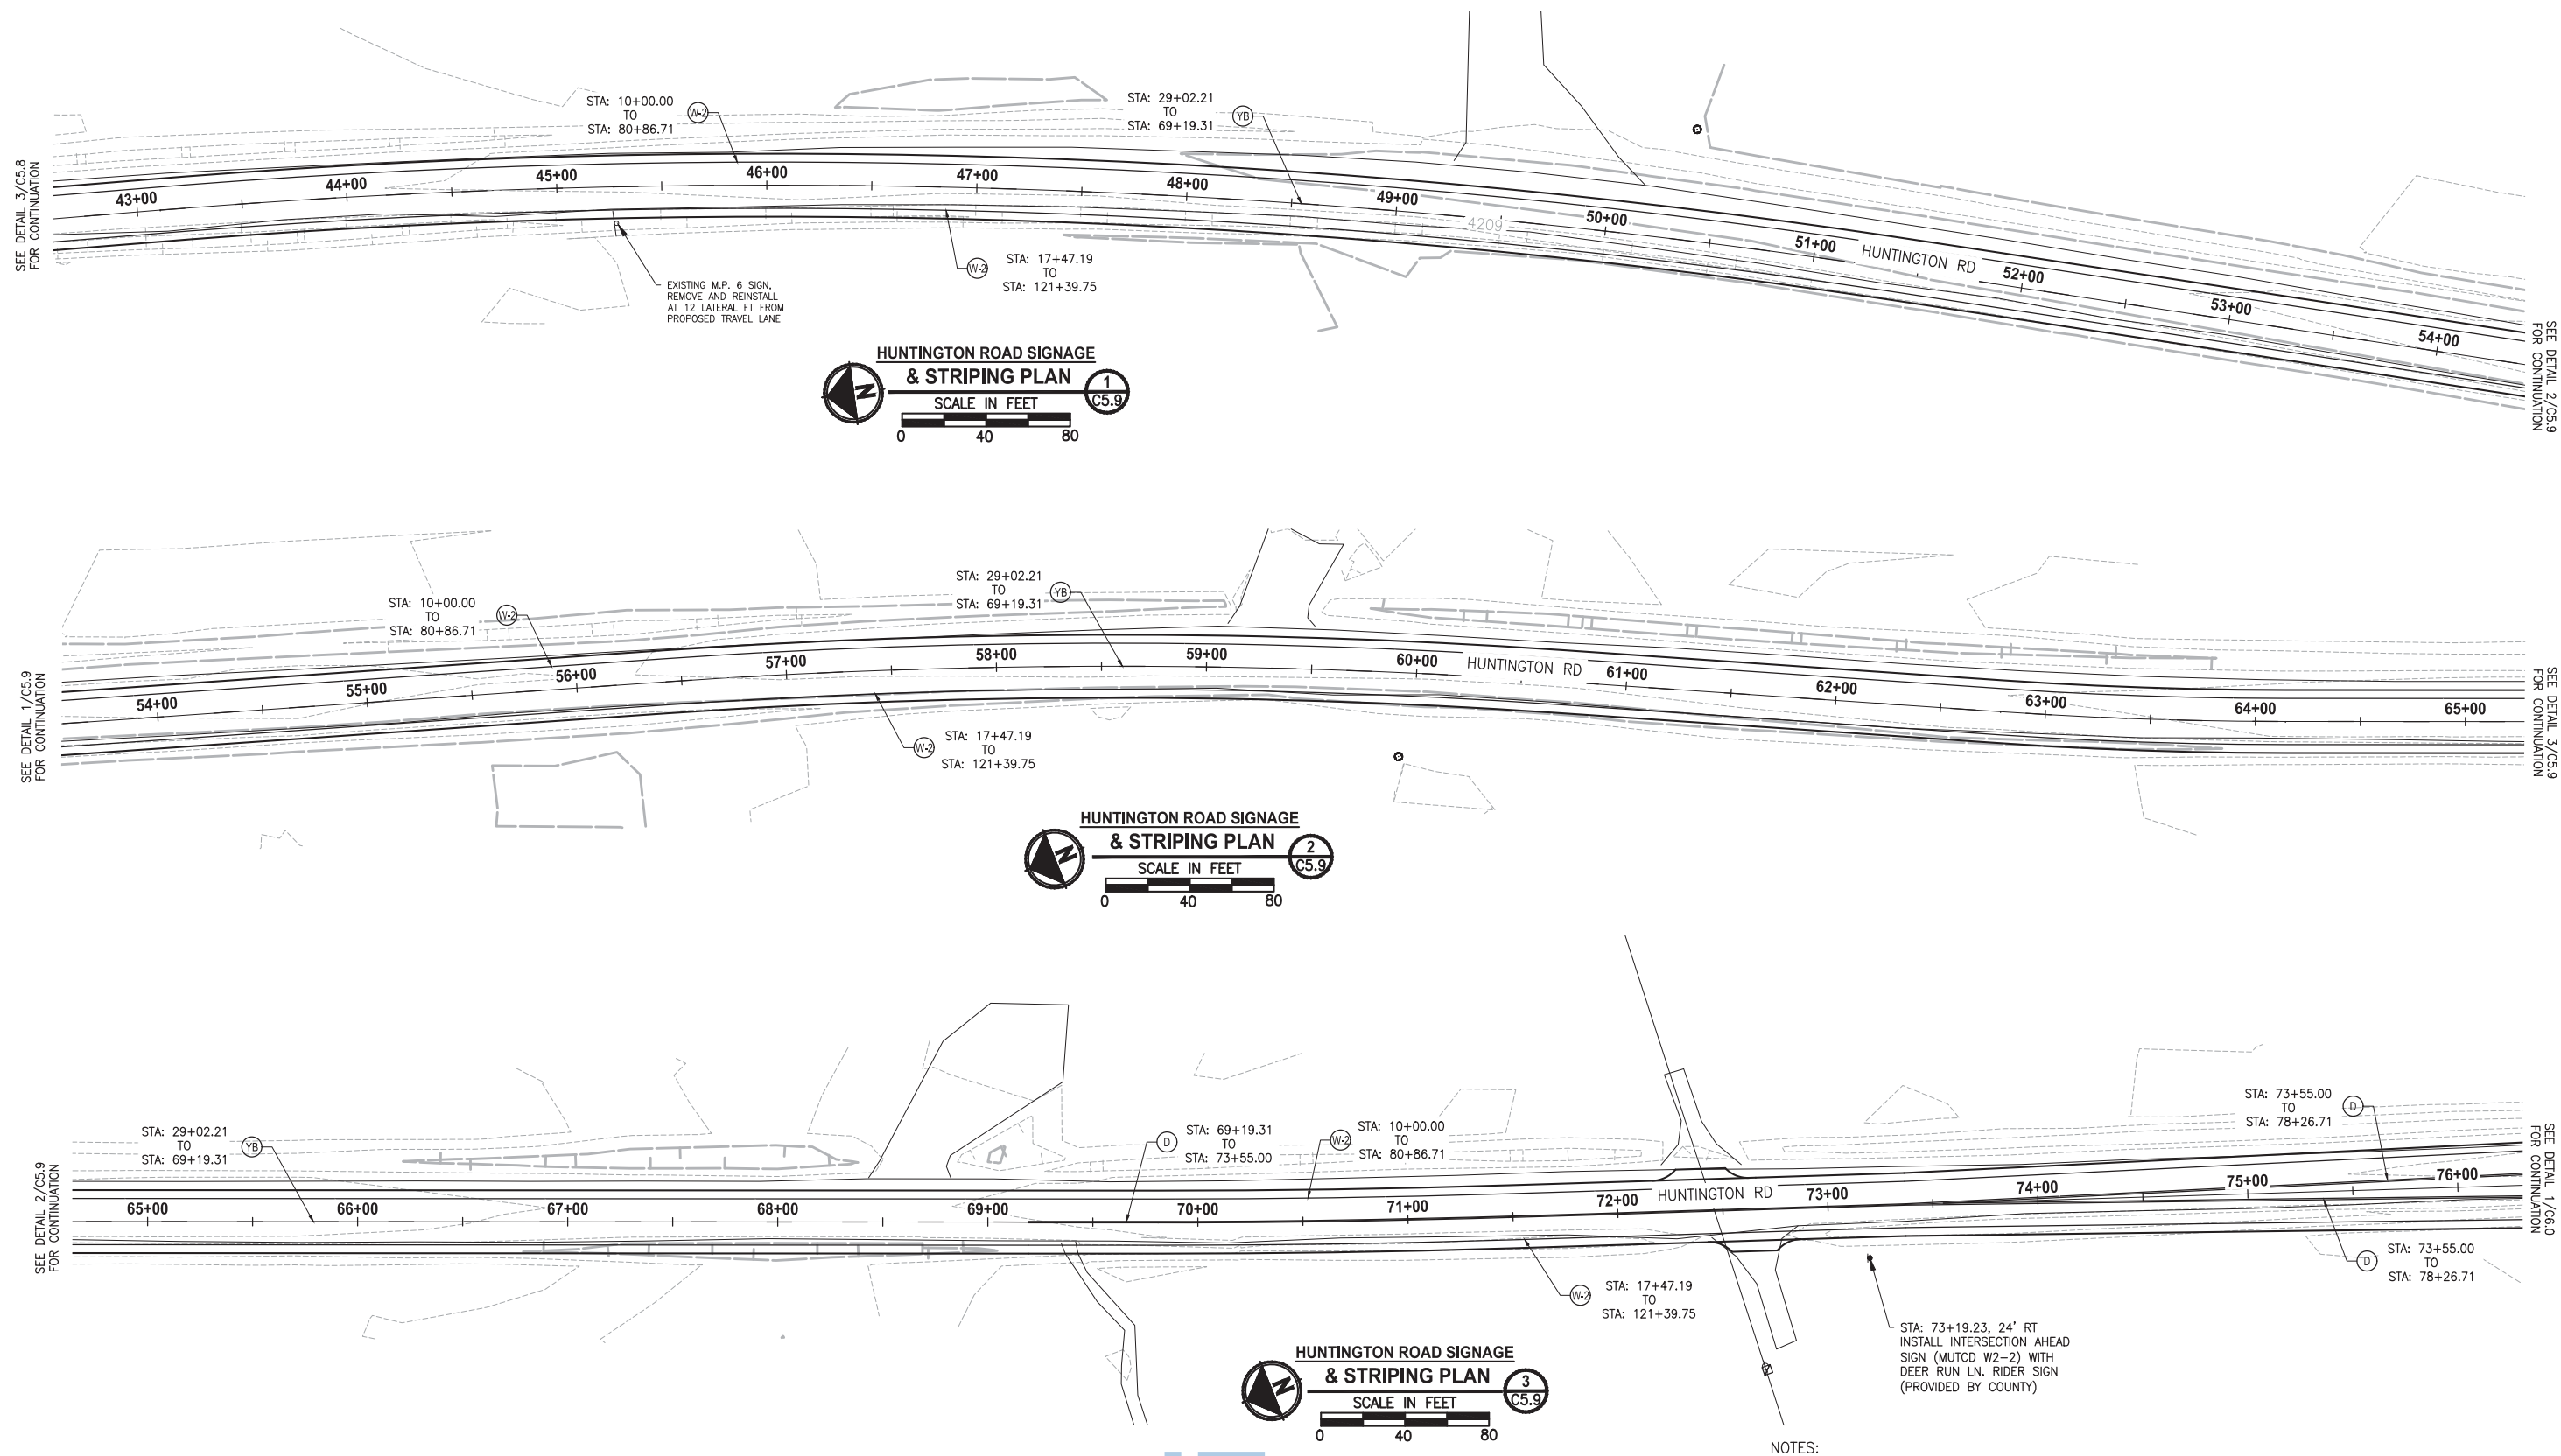 SEE DETAIL 3/C5.8
FOR CONTINUATION
STA: 10+00.00
TO
STA: 80+86.71
W-2
STA: 29+02.21
TO
STA: 69+19.31
YB
43+00
44+00
45+00
46+00
47+00
48+00
49+00
4209
50+00
51+00
HUNTINGTON RD
52+00
53+00
54+00
W-2
STA: 17+47.19
TO
STA: 121+39.75
EXISTING M.P. 6 SIGN,
REMOVE AND REINSTALL
AT 12 LATERAL FT FROM
PROPOSED TRAVEL LANE
SEE DETAIL 2/C5.9
FOR CONTINUATION
HUNTINGTON ROAD SIGNAGE
& STRIPING PLAN
1
C5.9
N
SCALE IN FEET
0 40 80
SEE DETAIL 1/C5.9
FOR CONTINUATION
STA: 10+00.00
TO
STA: 80+86.71
W-2
STA: 29+02.21
TO
STA: 69+19.31
YB
54+00
55+00
56+00
57+00
58+00
59+00
60+00
HUNTINGTON RD
61+00
62+00
63+00
64+00
65+00
W-2
STA: 17+47.19
TO
STA: 121+39.75
SEE DETAIL 3/C5.9
FOR CONTINUATION
HUNTINGTON ROAD SIGNAGE
& STRIPING PLAN
2
C5.9
N
SCALE IN FEET
0 40 80
SEE DETAIL 2/C5.9
FOR CONTINUATION
STA: 29+02.21
TO
STA: 69+19.31
YB
D
STA: 69+19.31
TO
STA: 73+55.00
W-2
STA: 10+00.00
TO
STA: 80+86.71
STA: 73+55.00
TO
STA: 78+26.71
D
65+00
66+00
67+00
68+00
69+00
70+00
71+00
72+00
HUNTINGTON RD
73+00
74+00
75+00
76+00
W-2
STA: 17+47.19
TO
STA: 121+39.75
D
STA: 73+55.00
TO
STA: 78+26.71
STA: 73+19.23, 24' RT
INSTALL INTERSECTION AHEAD
SIGN (MUTCD W2-2) WITH
DEER RUN LN. RIDER SIGN
(PROVIDED BY COUNTY)
SEE DETAIL 1/C6.0
FOR CONTINUATION
HUNTINGTON ROAD SIGNAGE
& STRIPING PLAN
3
C5.9
N
SCALE IN FEET
0 40 80
NOTES: